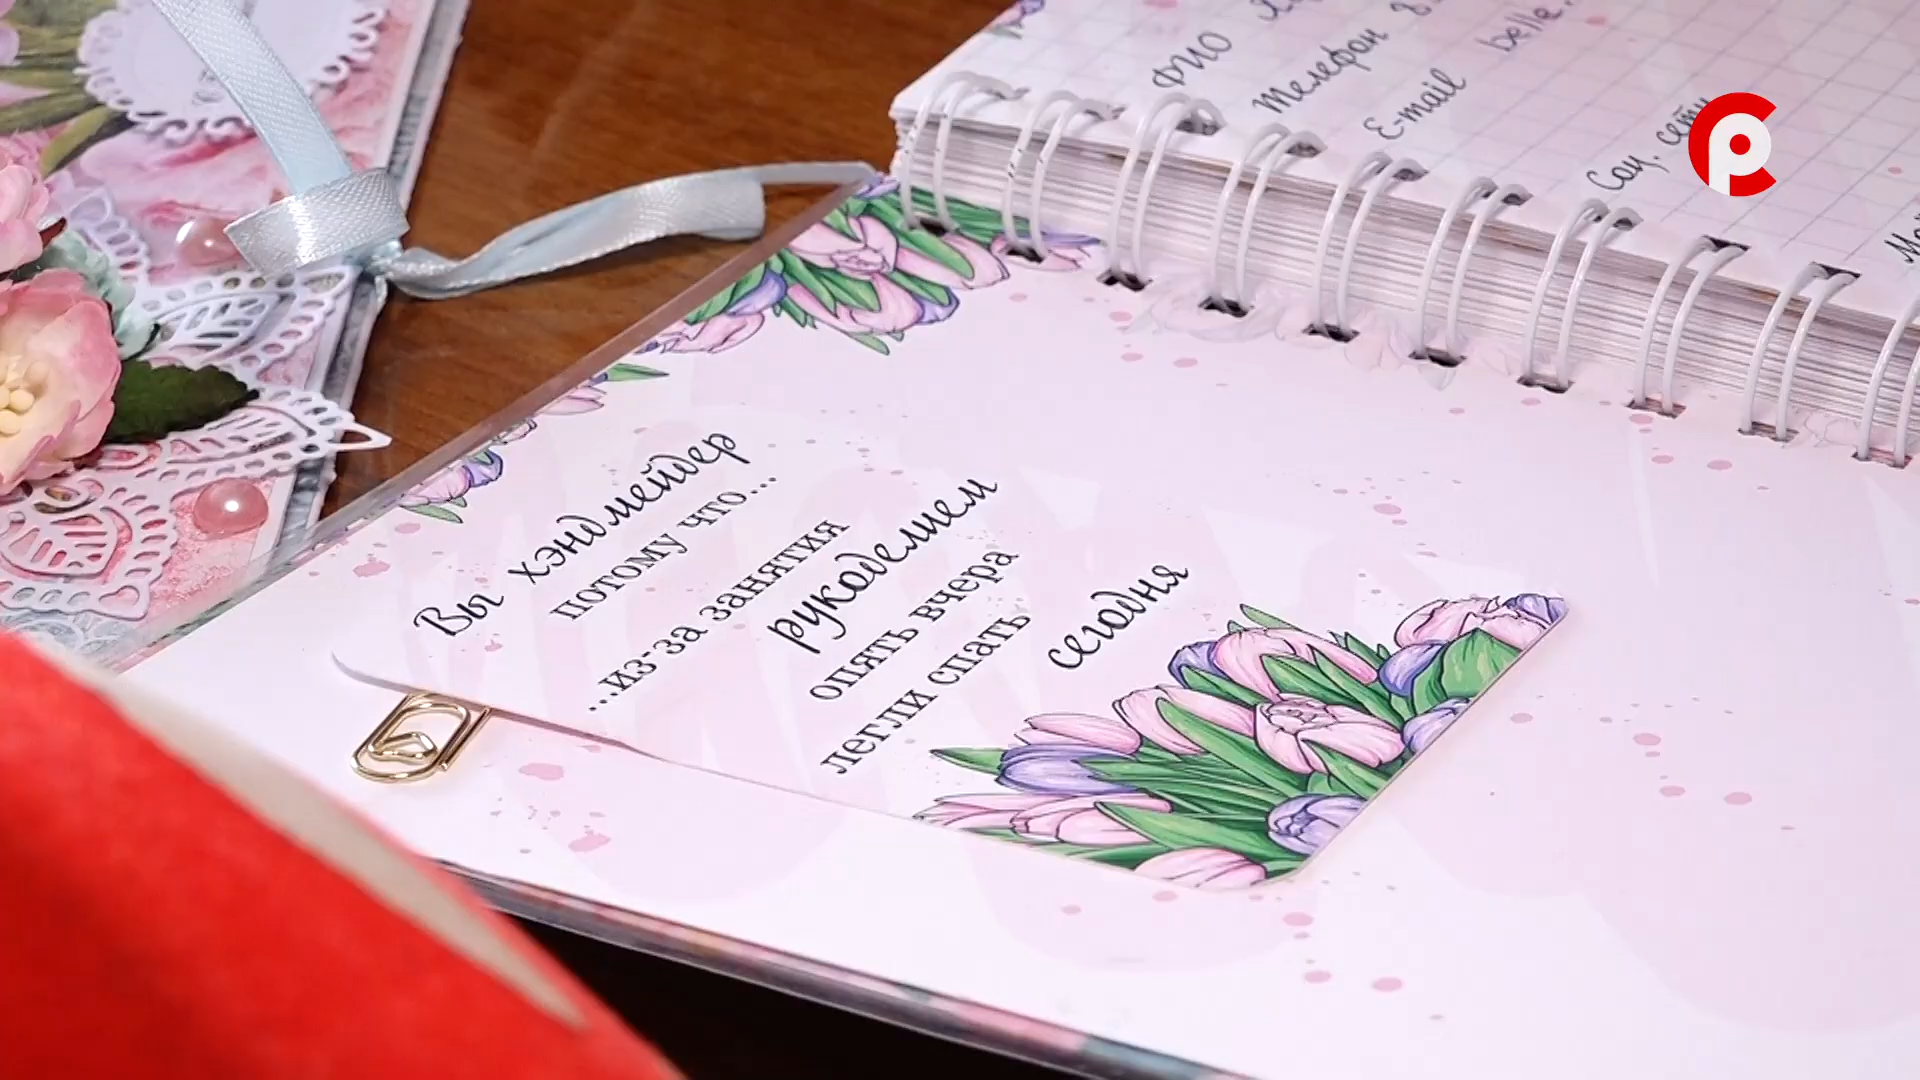 ФИО
Телефон 8
E-mail belle.
Соц. сети
Вы хэндмейдер
потому что...
...из-за занятия
рукоделием
опять вчера
легли спать
сегодня